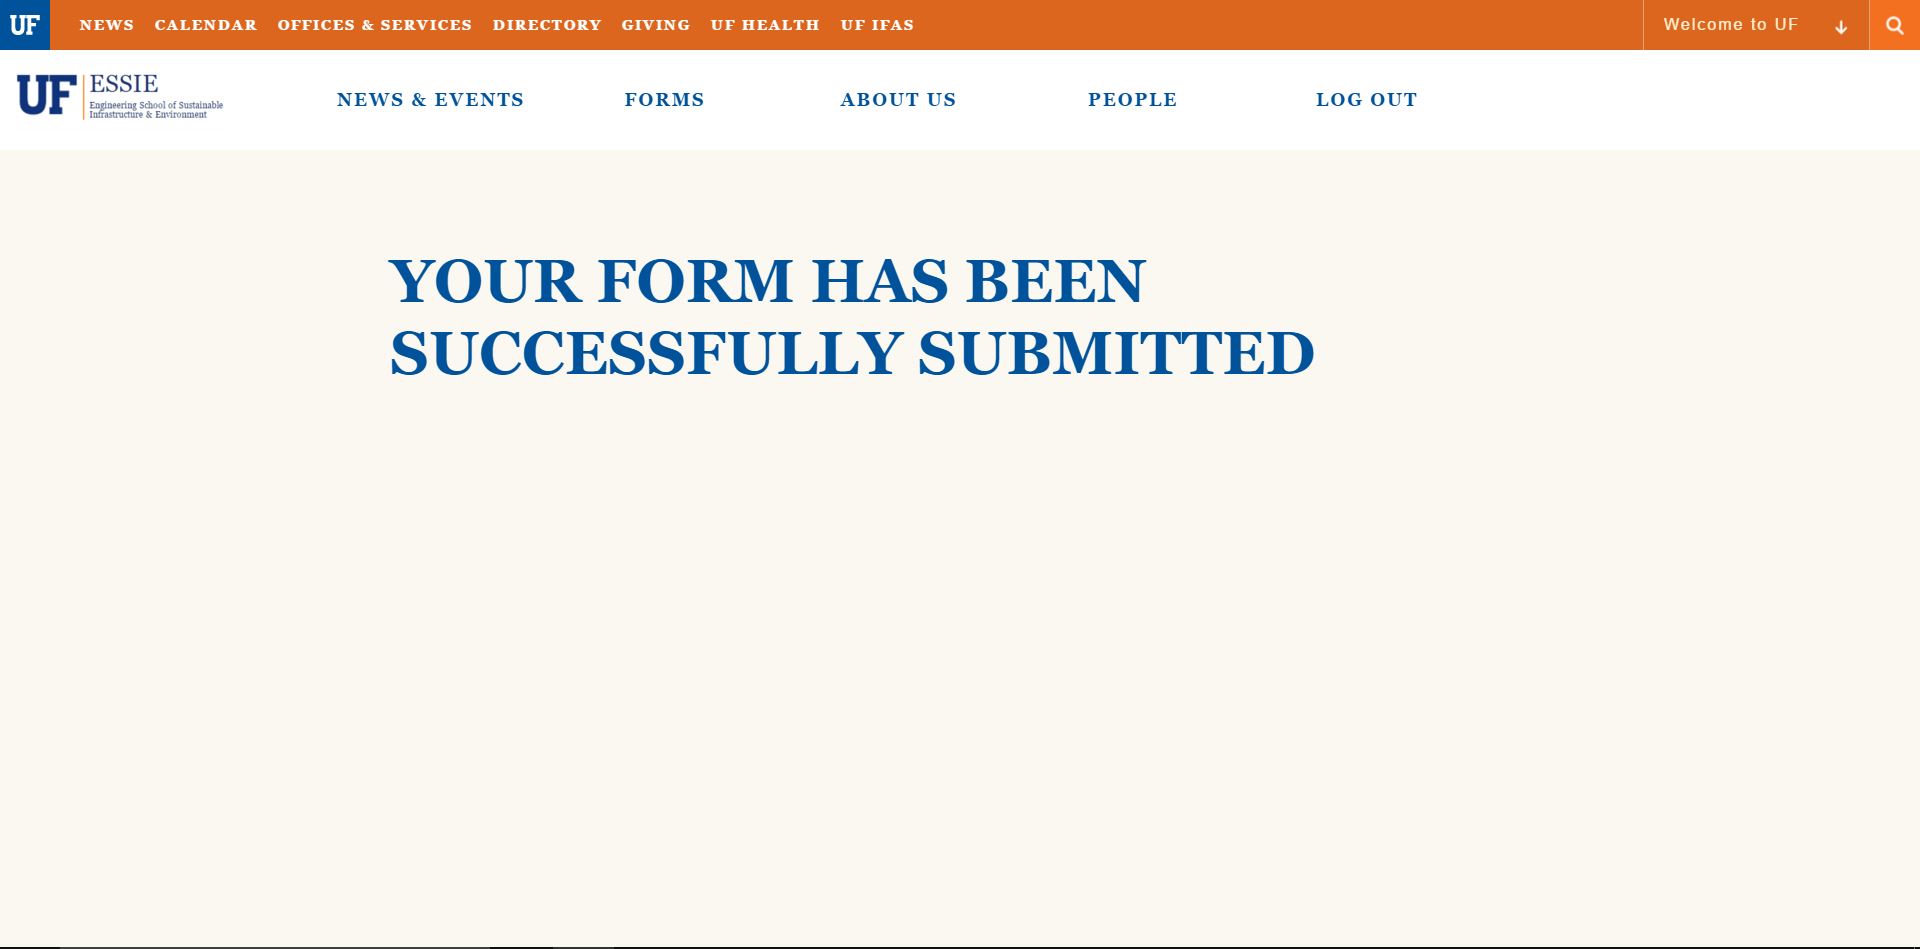 UF
NEWS CALENDAR OFFICES & SERVICES DIRECTORY GIVING UF HEALTH UF IFAS
Welcome to UF
UF ESSIE
Engineering School of Sustainable
Infrastructure & Environment
NEWS & EVENTS FORMS ABOUT US PEOPLE LOG OUT
YOUR FORM HAS BEEN
SUCCESSFULLY SUBMITTED